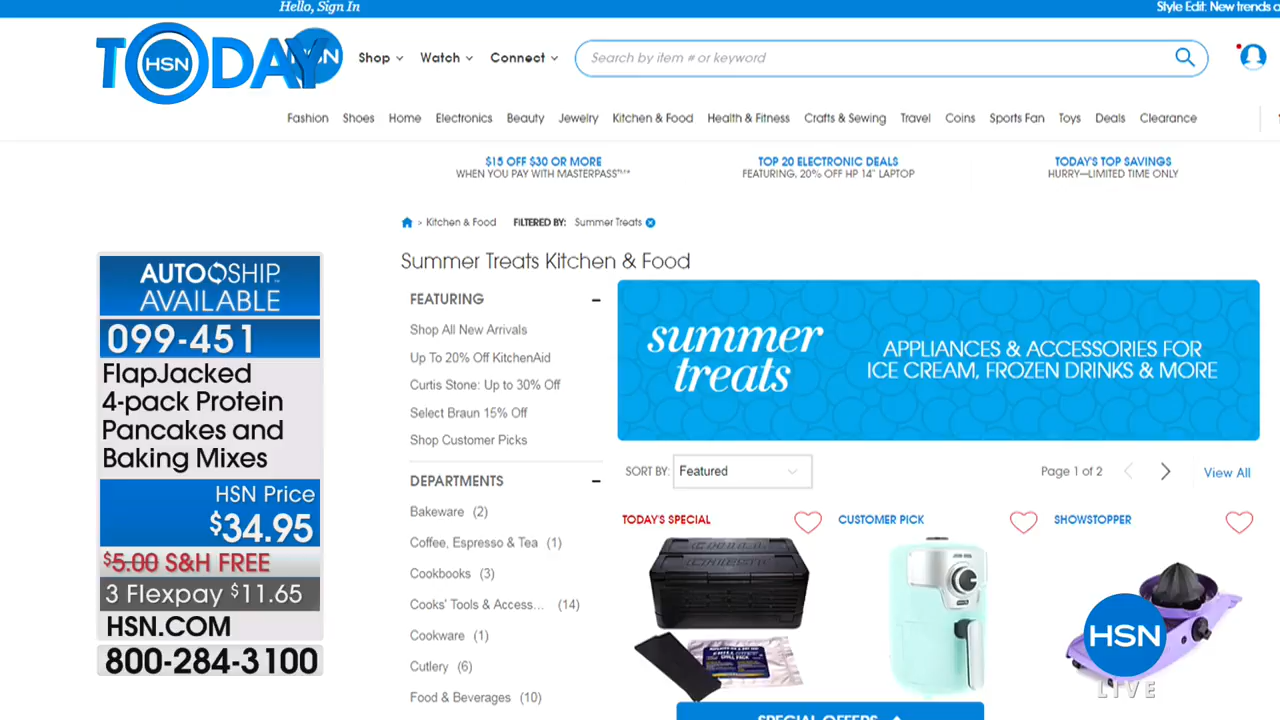 Hello, Sign In
Style Edit: New trends
TODAY
HSN
Shop
Watch
Connect
Search by item # or keyword
Fashion
Shoes
Home
Electronics
Beauty
Jewelry
Kitchen & Food
Health & Fitness
Crafts & Sewing
Travel
Coins
Sports Fan
Toys
Deals
Clearance
$15 OFF $30 OR MORE
WHEN YOU PAY WITH MASTERPASS
TOP 20 ELECTRONIC DEALS
FEATURING, 20% OFF HP 14" LAPTOP
TODAY'S TOP SAVINGS
HURRY—LIMITED TIME ONLY
> Kitchen & Food FILTERED BY: Summer Treats
AUTOSHIP
AVAILABLE
099-451
FlapJacked
4-pack Protein
Pancakes and
Baking Mixes
HSN Price
$34.95
$5.00 S&H FREE
3 Flexpay $11.65
HSN.COM
800-284-3100
Summer Treats Kitchen & Food
FEATURING
Shop All New Arrivals
Up To 20% Off KitchenAid
Curtis Stone: Up to 30% Off
Select Braun 15% Off
Shop Customer Picks
DEPARTMENTS
Bakeware (2)
Coffee, Espresso & Tea (1)
Cookbooks (3)
Cooks' Tools & Access... (14)
Cookware (1)
Cutlery (6)
Food & Beverages (10)
summer
treats
APPLIANCES & ACCESSORIES FOR
ICE CREAM, FROZEN DRINKS & MORE
SORT BY: Featured
Page 1 of 2
View All
TODAY'S SPECIAL
CUSTOMER PICK
SHOWSTOPPER
SPECIAL OFFERS
HSN
LIVE